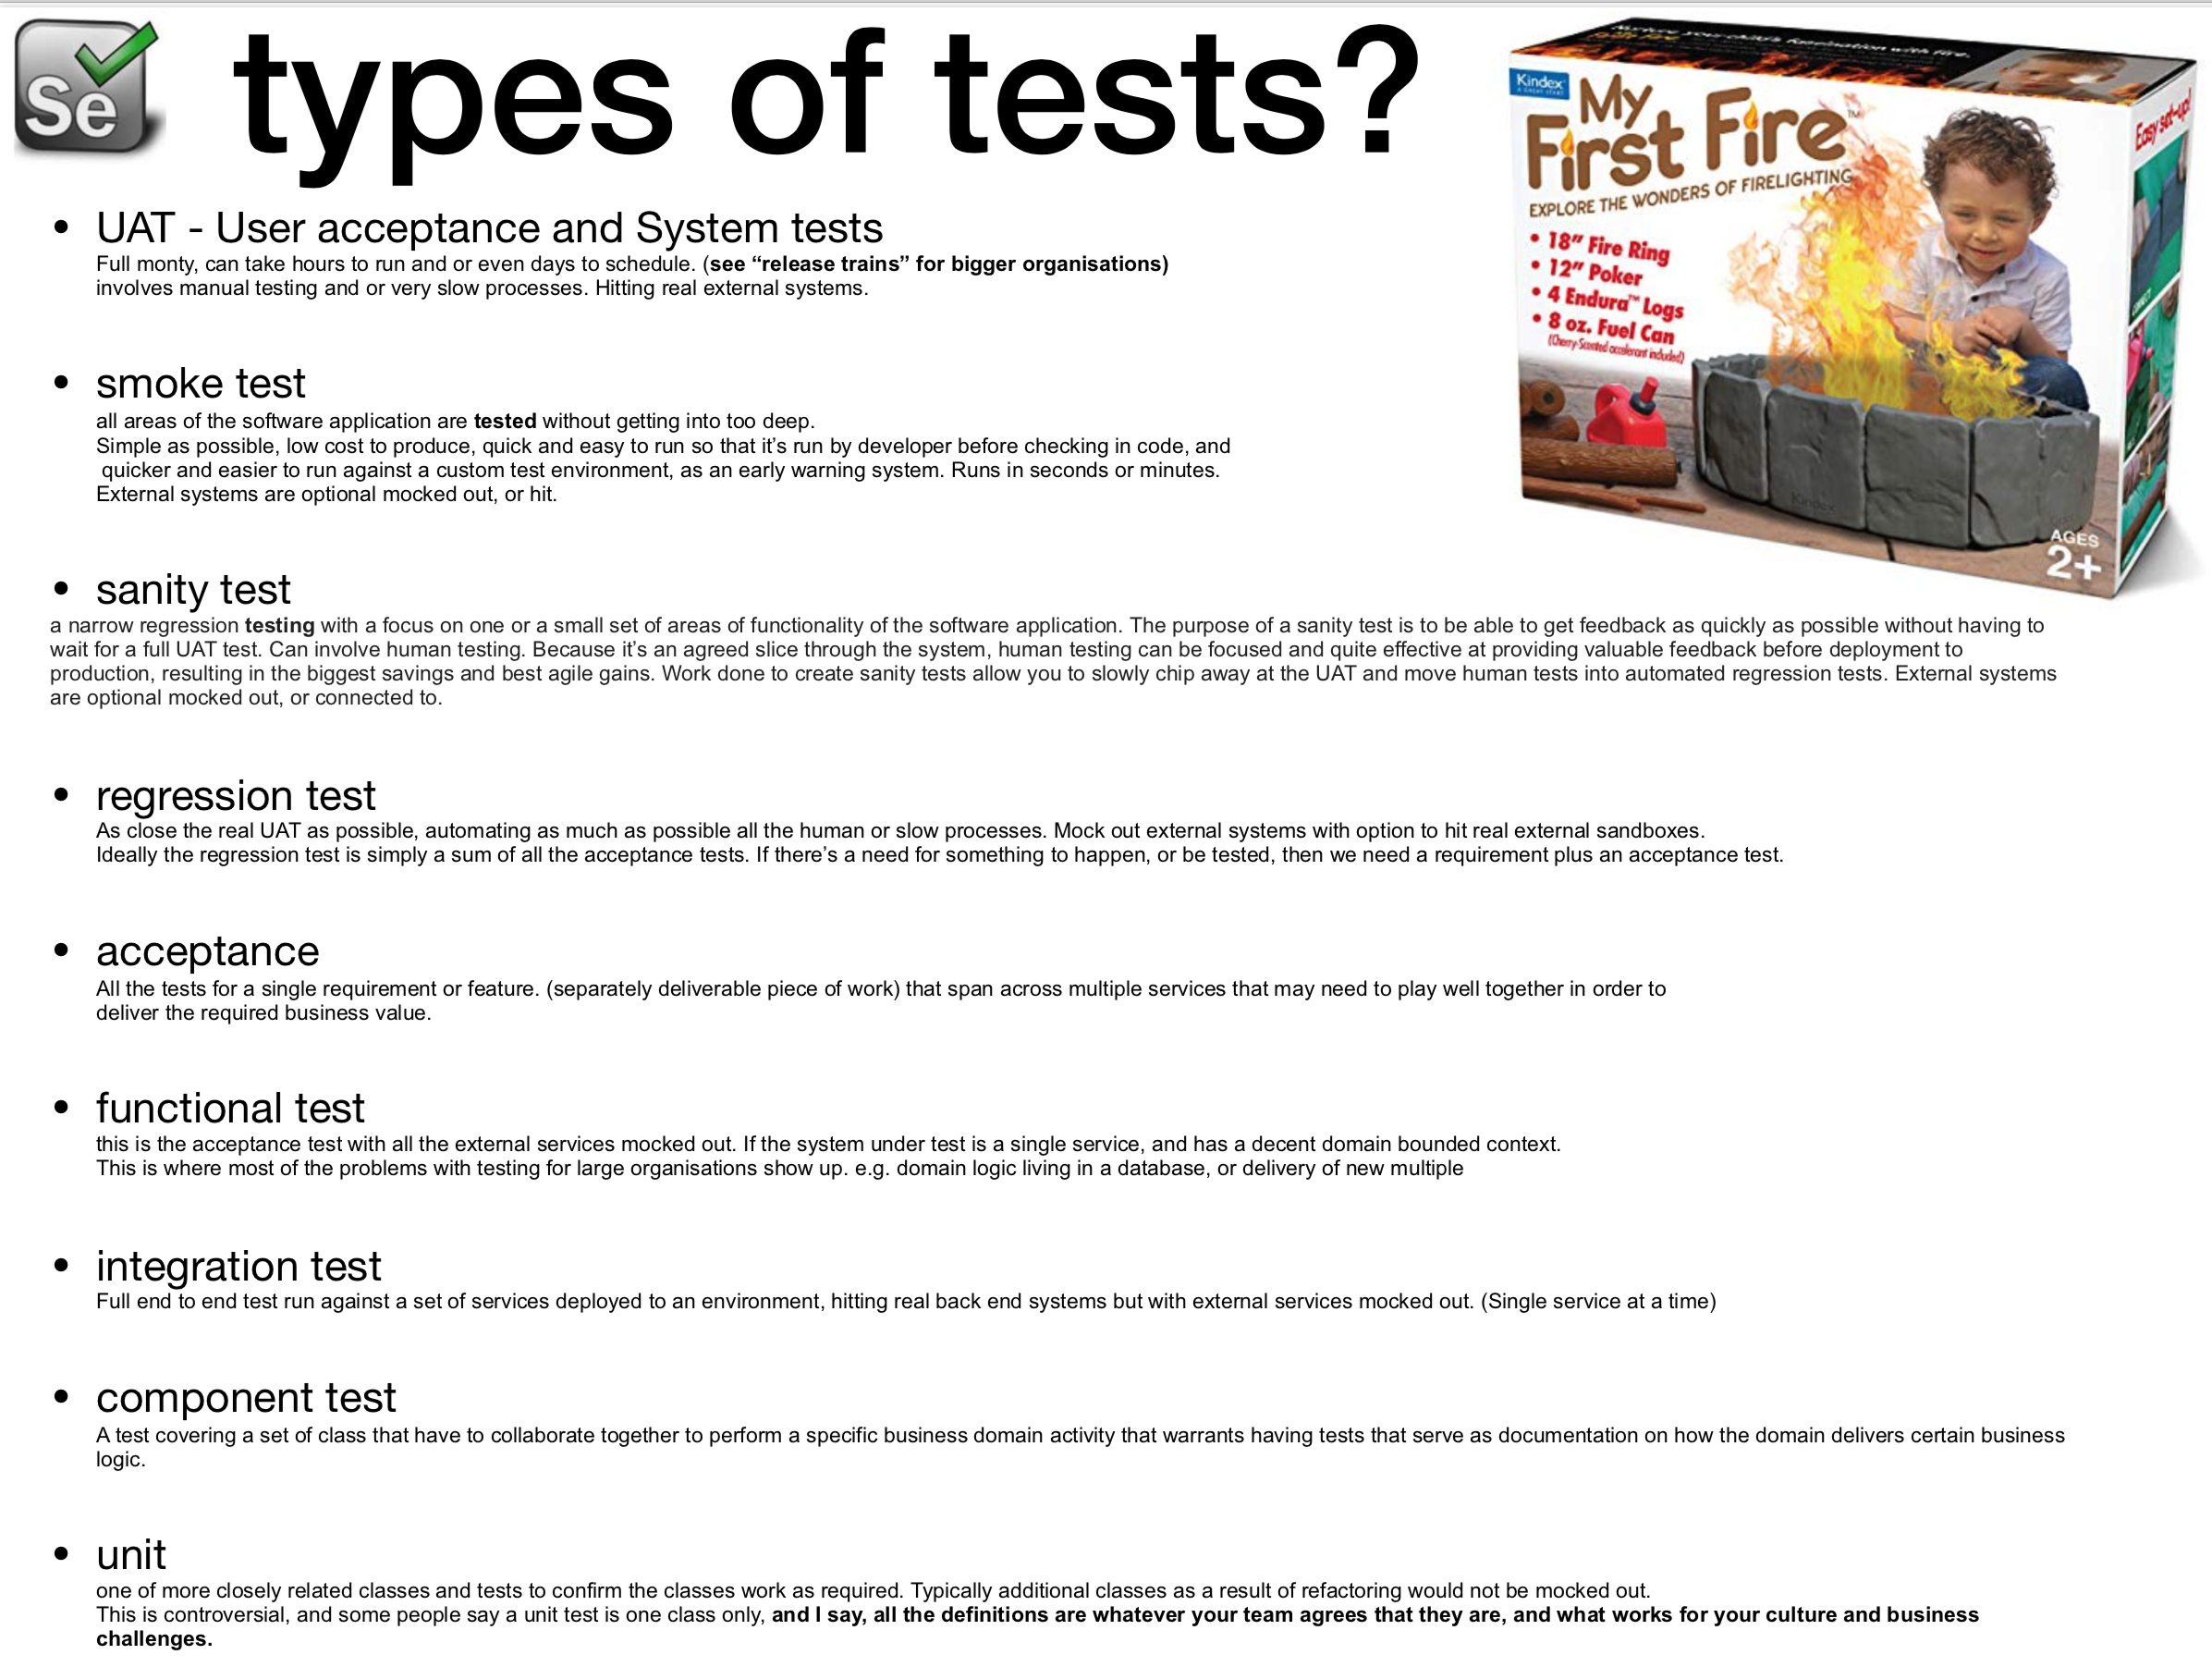 Se
types of tests?
Kindex
My
First Fire™
EXPLORE THE WONDERS OF FIRELIGHTING
• 18" Fire Ring
• 12" Poker
• 4 Endura™ Logs
• 8 oz. Fuel Can
(Cherry-Scented accelerant included)
Easy set-up!
Kindex
AGES
2+
• UAT - User acceptance and System tests
Full monty, can take hours to run and or even days to schedule. (see “release trains” for bigger organisations)
involves manual testing and or very slow processes. Hitting real external systems.
• smoke test
all areas of the software application are tested without getting into too deep.
Simple as possible, low cost to produce, quick and easy to run so that it’s run by developer before checking in code, and
quicker and easier to run against a custom test environment, as an early warning system. Runs in seconds or minutes.
External systems are optional mocked out, or hit.
• sanity test
a narrow regression testing with a focus on one or a small set of areas of functionality of the software application. The purpose of a sanity test is to be able to get feedback as quickly as possible without having to
wait for a full UAT test. Can involve human testing. Because it’s an agreed slice through the system, human testing can be focused and quite effective at providing valuable feedback before deployment to
production, resulting in the biggest savings and best agile gains. Work done to create sanity tests allow you to slowly chip away at the UAT and move human tests into automated regression tests. External systems
are optional mocked out, or connected to.
• regression test
As close the real UAT as possible, automating as much as possible all the human or slow processes. Mock out external systems with option to hit real external sandboxes.
Ideally the regression test is simply a sum of all the acceptance tests. If there’s a need for something to happen, or be tested, then we need a requirement plus an acceptance test.
• acceptance
All the tests for a single requirement or feature. (separately deliverable piece of work) that span across multiple services that may need to play well together in order to
deliver the required business value.
• functional test
this is the acceptance test with all the external services mocked out. If the system under test is a single service, and has a decent domain bounded context.
This is where most of the problems with testing for large organisations show up. e.g. domain logic living in a database, or delivery of new multiple
• integration test
Full end to end test run against a set of services deployed to an environment, hitting real back end systems but with external services mocked out. (Single service at a time)
• component test
A test covering a set of class that have to collaborate together to perform a specific business domain activity that warrants having tests that serve as documentation on how the domain delivers certain business
logic.
• unit
one of more closely related classes and tests to confirm the classes work as required. Typically additional classes as a result of refactoring would not be mocked out.
This is controversial, and some people say a unit test is one class only, and I say, all the definitions are whatever your team agrees that they are, and what works for your culture and business
challenges.